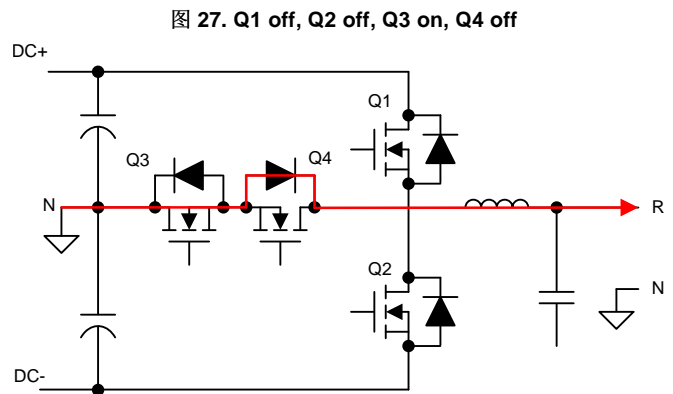 图 27. Q1 off, Q2 off, Q3 on, Q4 off
DC+
Q1
Q3
Q4
N
R
Q2
N
DC-